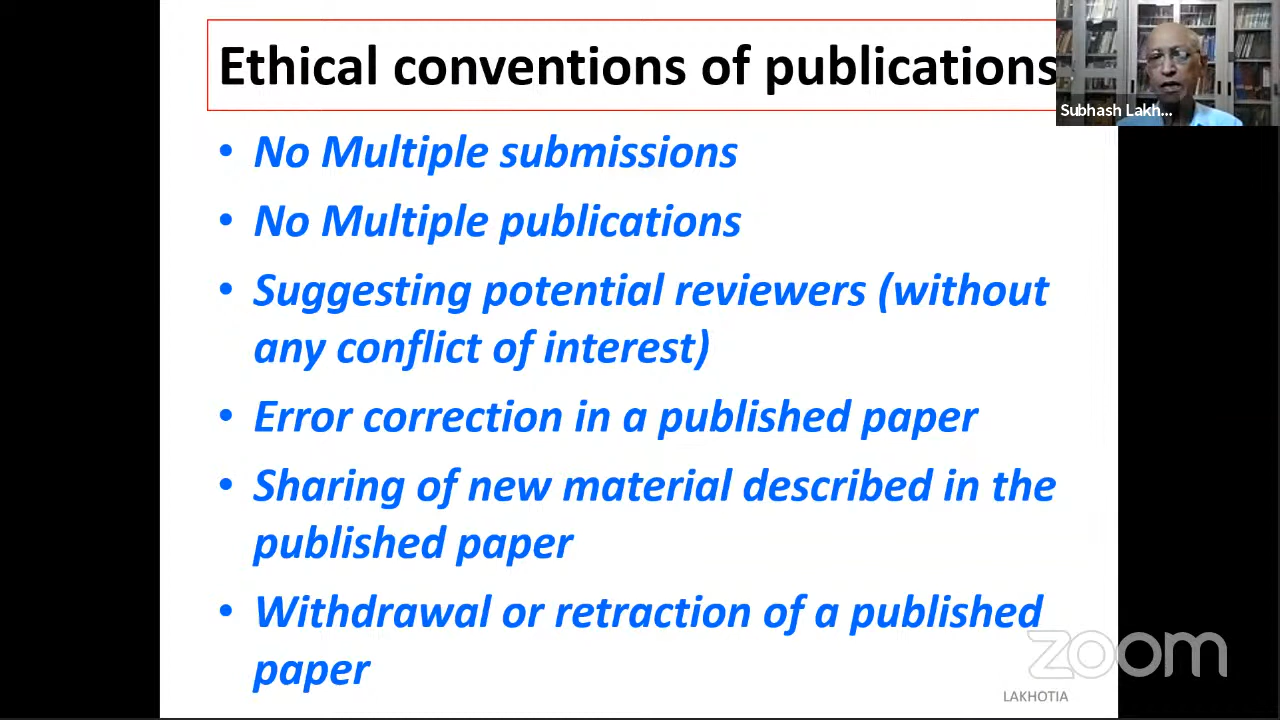 Ethical conventions of publications
Subhash Lakh...
• No Multiple submissions
• No Multiple publications
• Suggesting potential reviewers (without
any conflict of interest)
• Error correction in a published paper
• Sharing of new material described in the
published paper
• Withdrawal or retraction of a published
paper
zoom
LAKHOTIA